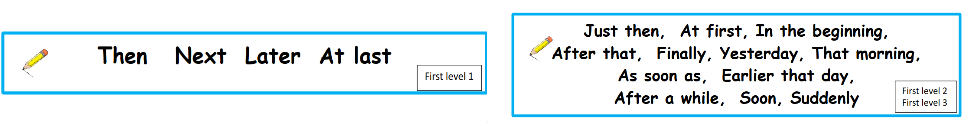 Then Next Later At last
First level 1
Just then, At first, In the beginning,
After that, Finally, Yesterday, That morning,
As soon as, Earlier that day,
After a while, Soon, Suddenly
First level 2
First level 3